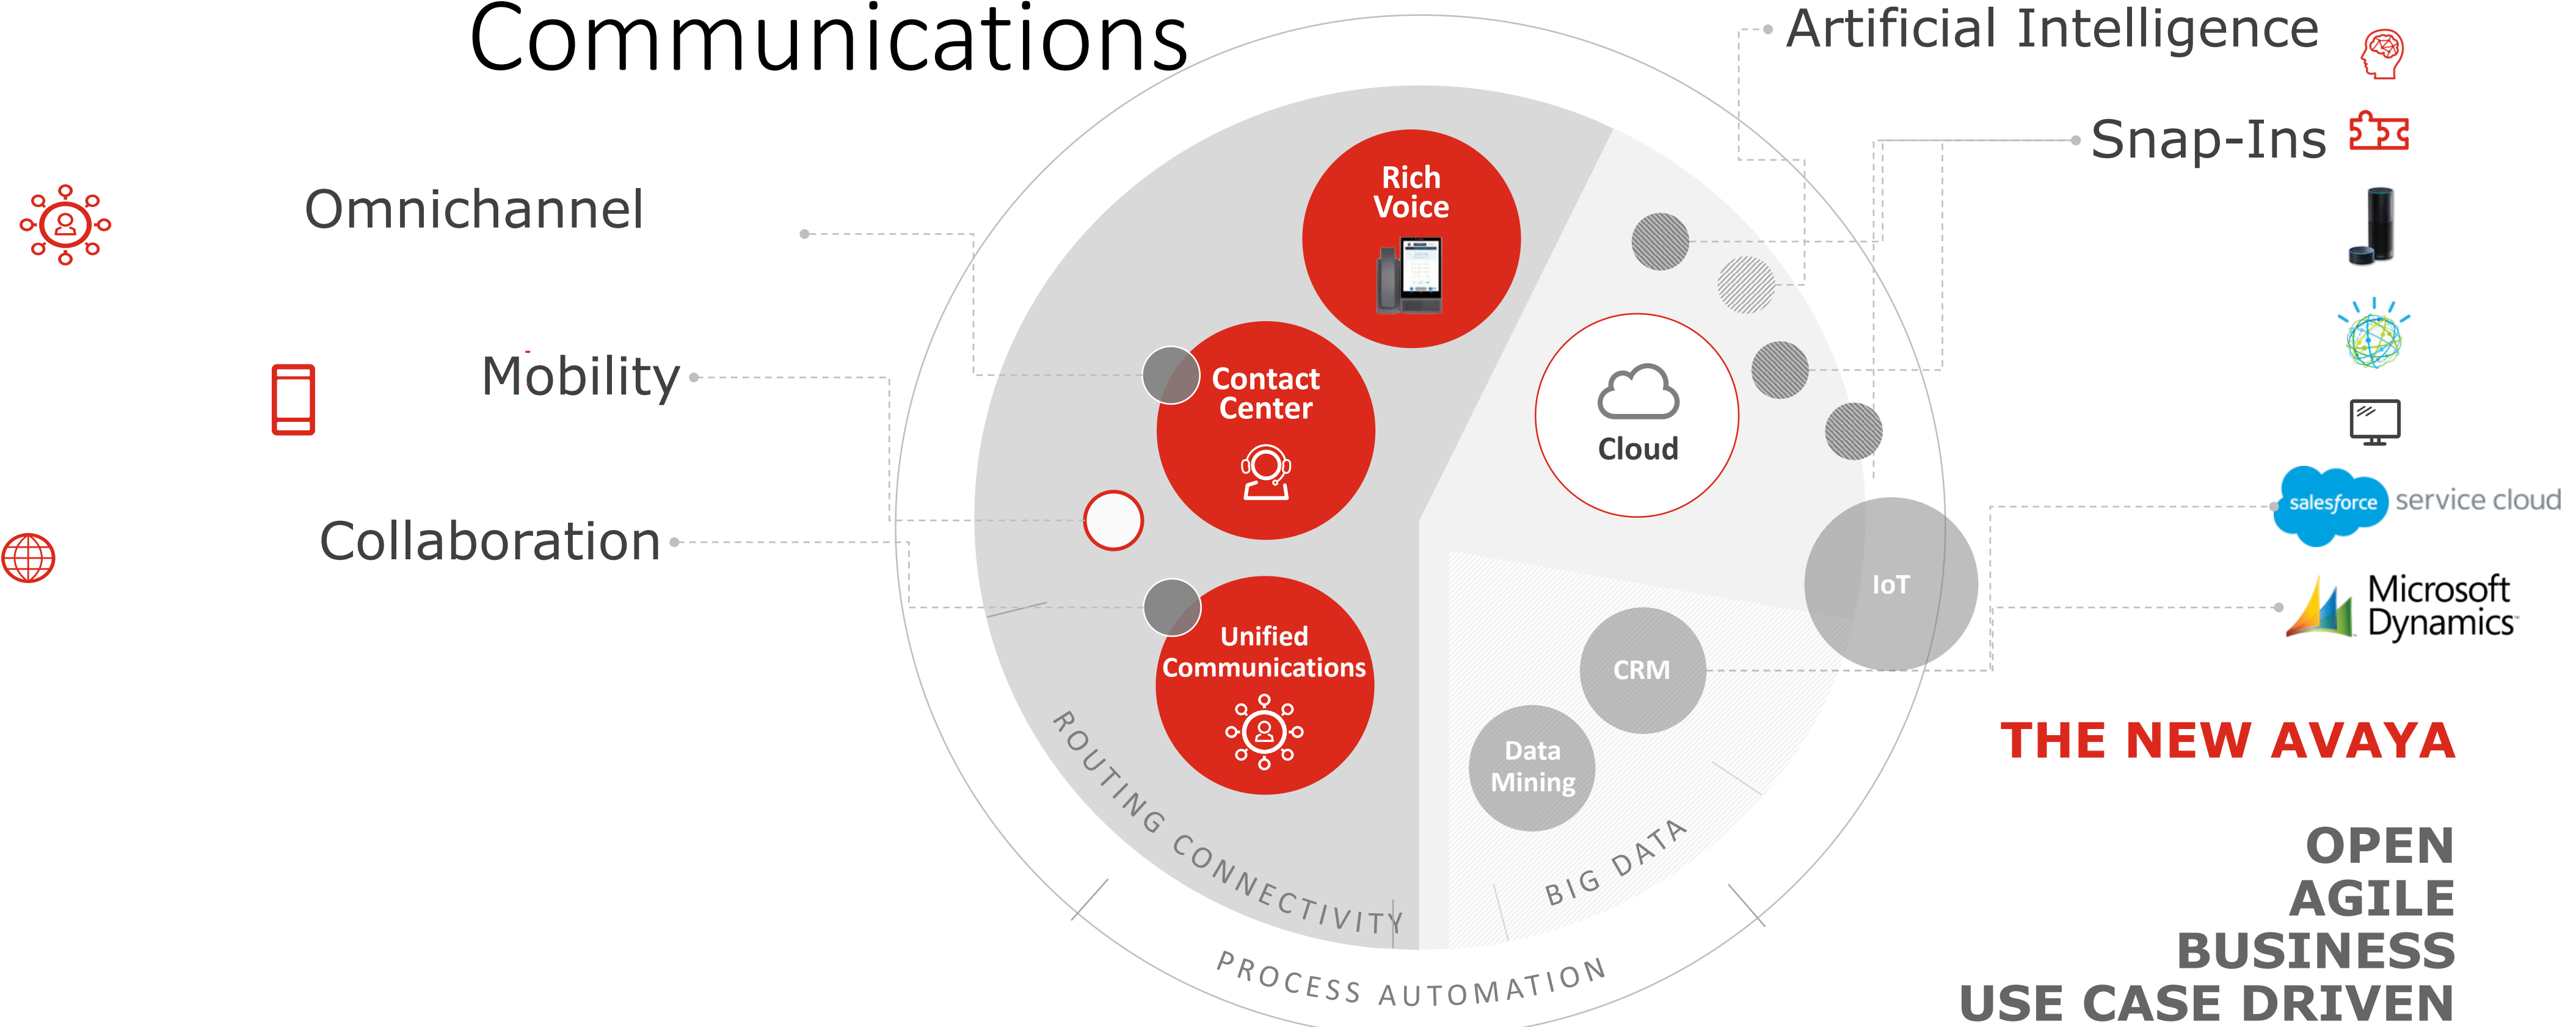 Communications
Artificial Intelligence
Snap-Ins
Omnichannel
Mobility
Collaboration
Rich
Voice
Contact
Center
Unified
Communications
Cloud
IoT
CRM
Data
Mining
ROUTING CONNECTIVITY
BIG DATA
PROCESS AUTOMATION
salesforce service cloud
Microsoft
Dynamics
THE NEW AVAYA
OPEN
AGILE
BUSINESS
USE CASE DRIVEN